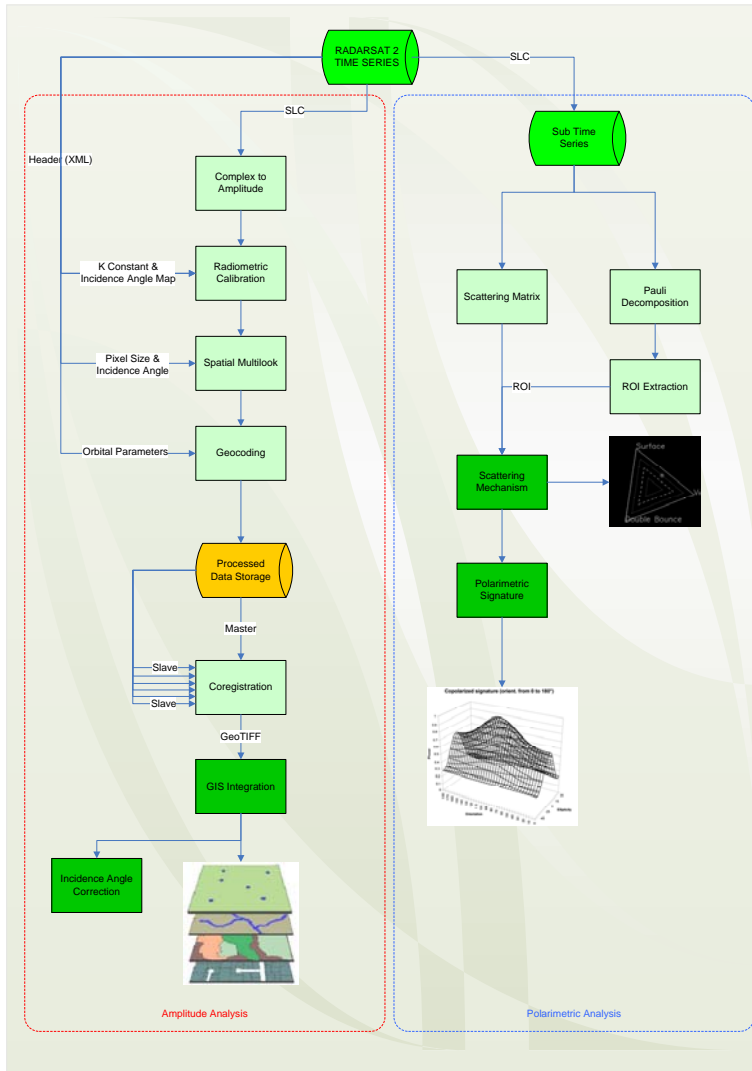 RADARSAT 2
TIME SERIES
SLC
SLC
Sub Time
Series
Header (XML)
Complex to
Amplitude
K Constant &
Incidence Angle Map
Radiometric
Calibration
Scattering Matrix
Pauli
Decomposition
Pixel Size &
Incidence Angle
Spatial Multilook
ROI
ROI Extraction
Orbital Parameters
Geocoding
Scattering
Mechanism
Surface
Double Bounce
Processed
Data Storage
Polarimetric
Signature
Master
Slave
Slave
Coregistration
GeoTIFF
Copolarized signature (orient. from 0 to 180°)
GIS Integration
Incidence Angle
Correction
Amplitude Analysis
Polarimetric Analysis